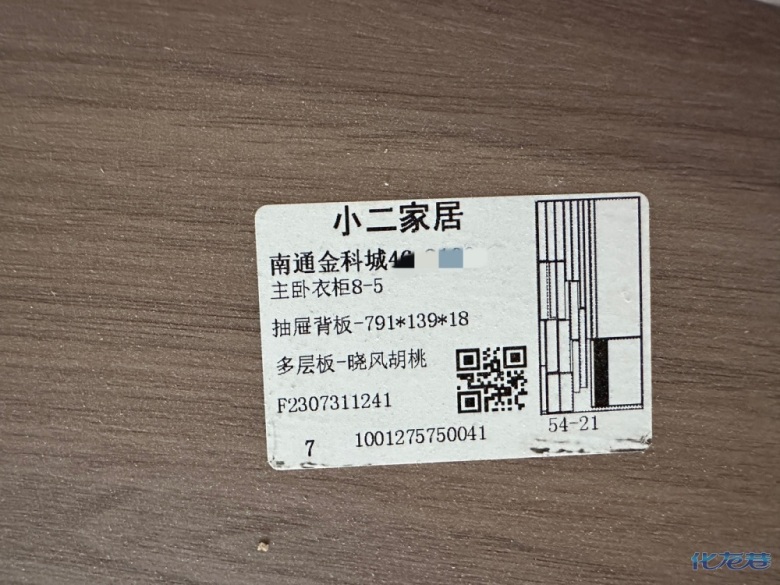 小二家居
南通金科城4
主卧衣柜8-5
抽屉背板-791*139*18
多层板-晓风胡桃
F2307311241
7 1001275750041
54-21
化龙巷